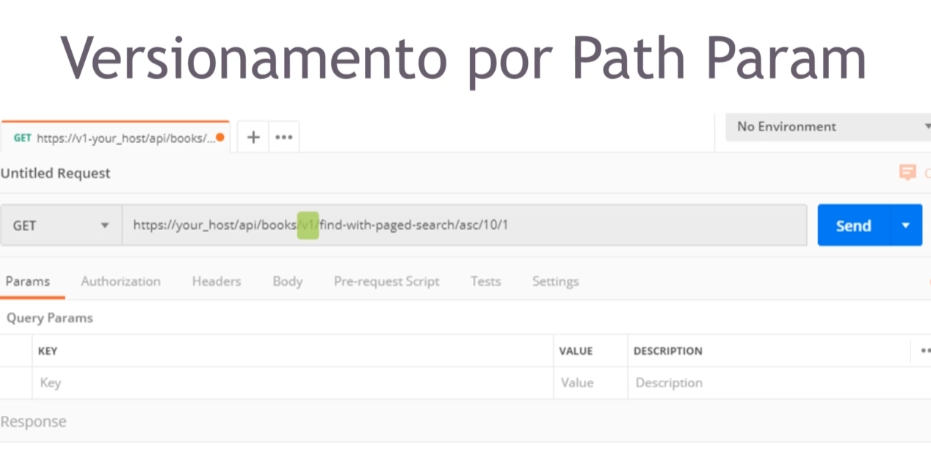 Versionamento por Path Param
GET https://v1-your_host/api/books/... + ••• No Environment
Untitled Request
GET https://your_host/api/books/v1/find-with-paged-search/asc/10/1 Send
Params Authorization Headers Body Pre-request Script Tests Settings
Query Params
KEY VALUE DESCRIPTION
Key Value Description
Response